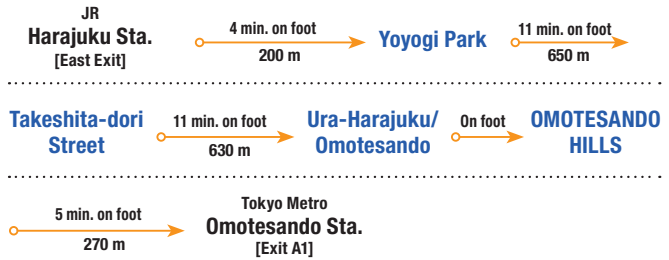 JR
Harajuku Sta.
[East Exit]
4 min. on foot
200 m
Yoyogi Park
11 min. on foot
650 m
Takeshita-dori
Street
11 min. on foot
630 m
Ura-Harajuku/
Omotesando
On foot
OMOTESANDO
HILLS
5 min. on foot
270 m
Tokyo Metro
Omotesando Sta.
[Exit A1]